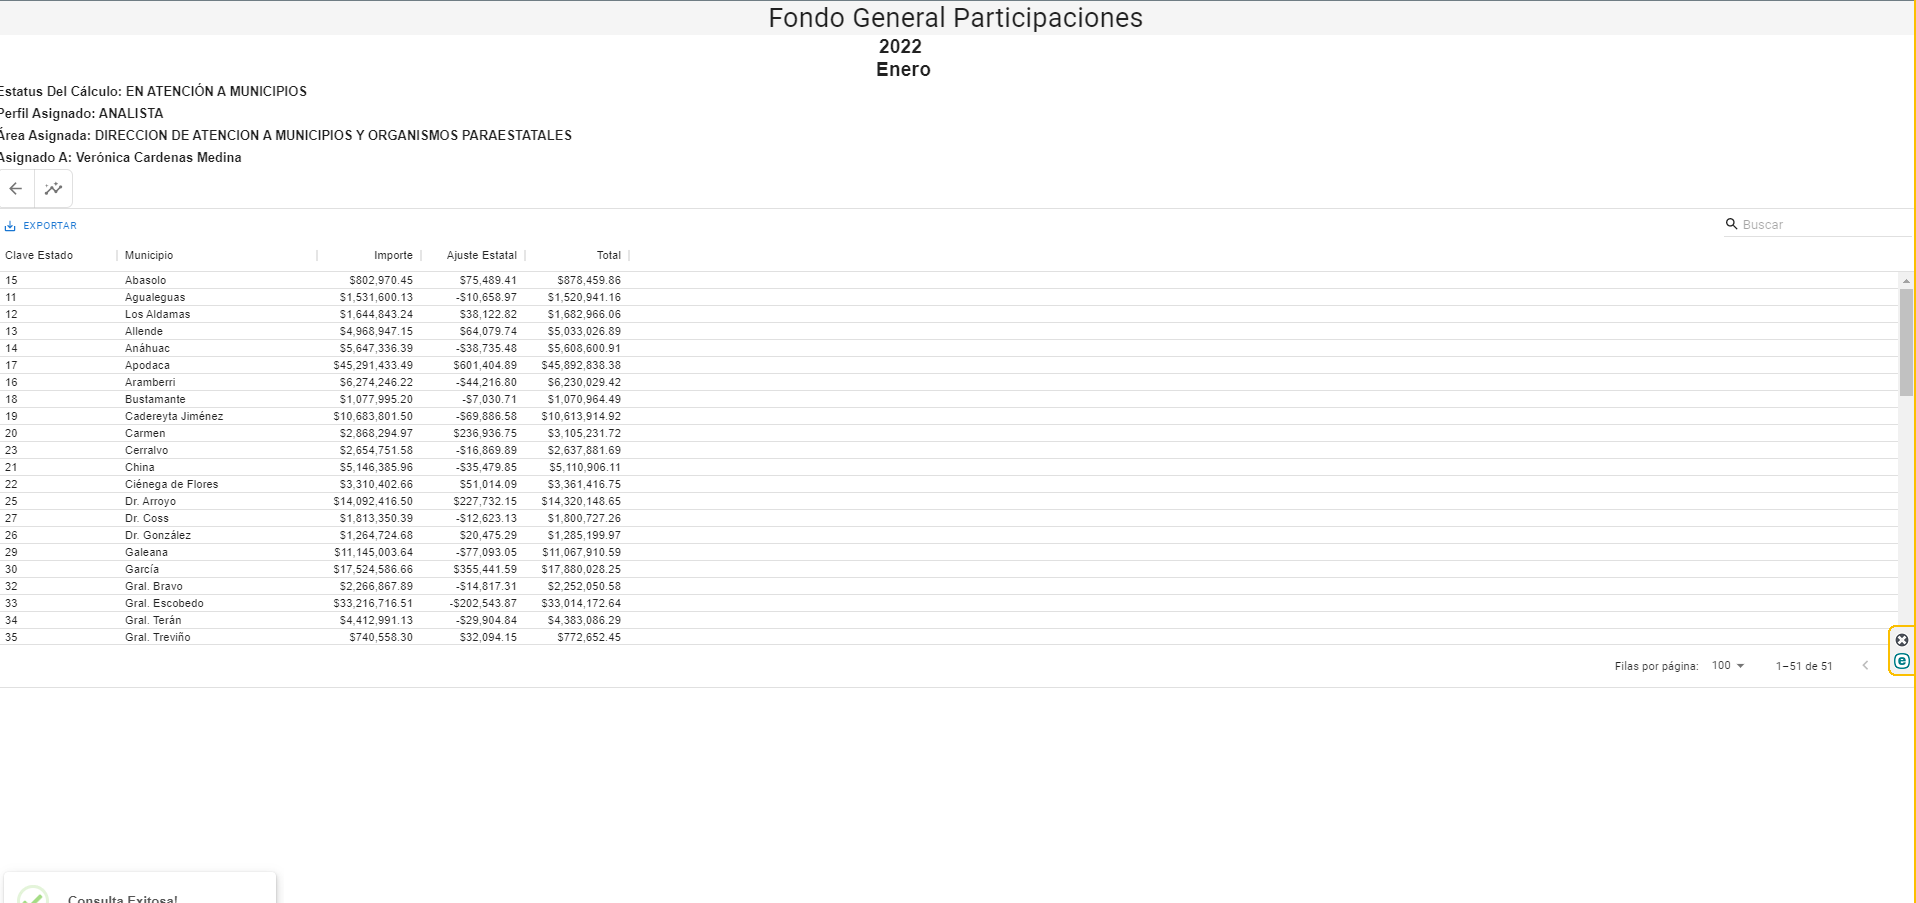 Fondo General Participaciones
2022
Enero
Estatus Del Cálculo: EN ATENCIÓN A MUNICIPIOS
Perfil Asignado: ANALISTA
Área Asignada: DIRECCION DE ATENCION A MUNICIPIOS Y ORGANISMOS PARAESTATALES
Asignado A: Verónica Cardenas Medina
EXPORTAR
Buscar
Clave Estado Municipio Importe Ajuste Estatal Total
15 Abasolo $802,970.45 $75,489.41 $878,459.86
11 Agualeguas $1,531,600.13 -$10,658.97 $1,520,941.16
12 Los Aldamas $1,644,843.24 $38,122.82 $1,682,966.06
13 Allende $4,968,947.15 $64,079.74 $5,033,026.89
14 Anáhuac $5,647,336.39 -$38,735.48 $5,608,600.91
17 Apodaca $45,291,433.49 $601,404.89 $45,892,838.38
16 Aramberri $6,274,246.22 -$44,216.80 $6,230,029.42
18 Bustamante $1,077,995.20 -$7,030.71 $1,070,964.49
19 Cadereyta Jiménez $10,683,801.50 -$69,886.58 $10,613,914.92
20 Carmen $2,868,294.97 $236,936.75 $3,105,231.72
23 Cerralvo $2,654,751.58 -$16,869.89 $2,637,881.69
21 China $5,146,385.96 -$35,479.85 $5,110,906.11
22 Ciénega de Flores $3,310,402.66 $51,014.09 $3,361,416.75
25 Dr. Arroyo $14,092,416.50 $227,732.15 $14,320,148.65
27 Dr. Coss $1,813,350.39 -$12,623.13 $1,800,727.26
26 Dr. González $1,264,724.68 $20,475.29 $1,285,199.97
29 Galeana $11,145,003.64 -$77,093.05 $11,067,910.59
30 García $17,524,586.66 $355,441.59 $17,880,028.25
32 Gral. Bravo $2,266,867.89 -$14,817.31 $2,252,050.58
33 Gral. Escobedo $33,216,716.51 -$202,543.87 $33,014,172.64
34 Gral. Terán $4,412,991.13 -$29,904.84 $4,383,086.29
35 Gral. Treviño $740,558.30 $32,094.15 $772,652.45
Filas por página: 100 1–51 de 51
Consulta Exitosa!